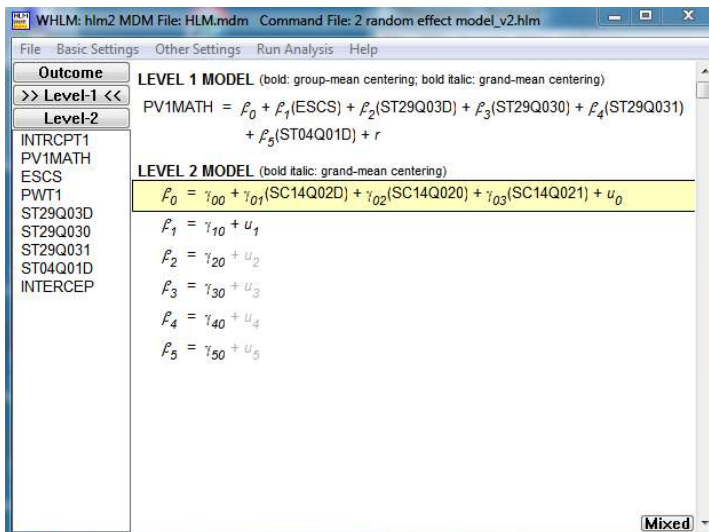 WHLM: hlm2 MDM File: HLM.mdm Command File: 2 random effect model_v2.hlm
File Basic Settings Other Settings Run Analysis Help
Outcome
>> Level-1 <<
Level-2
INTRCPT1
PV1MATH
ESCS
PWT1
ST29Q03D
ST29Q030
ST29Q031
ST04Q01D
INTERCEP
LEVEL 1 MODEL (bold: group-mean centering; bold italic: grand-mean centering)
PV1MATH = β0 + β1(ESCS) + β2(ST29Q03D) + β3(ST29Q030) + β4(ST29Q031)
+ β5(ST04Q01D) + r
LEVEL 2 MODEL (bold italic: grand-mean centering)
β0 = γ00 + γ01(SC14Q02D) + γ02(SC14Q020) + γ03(SC14Q021) + u0
β1 = γ10 + u1
β2 = γ20 + u2
β3 = γ30 + u3
β4 = γ40 + u4
β5 = γ50 + u5
Mixed